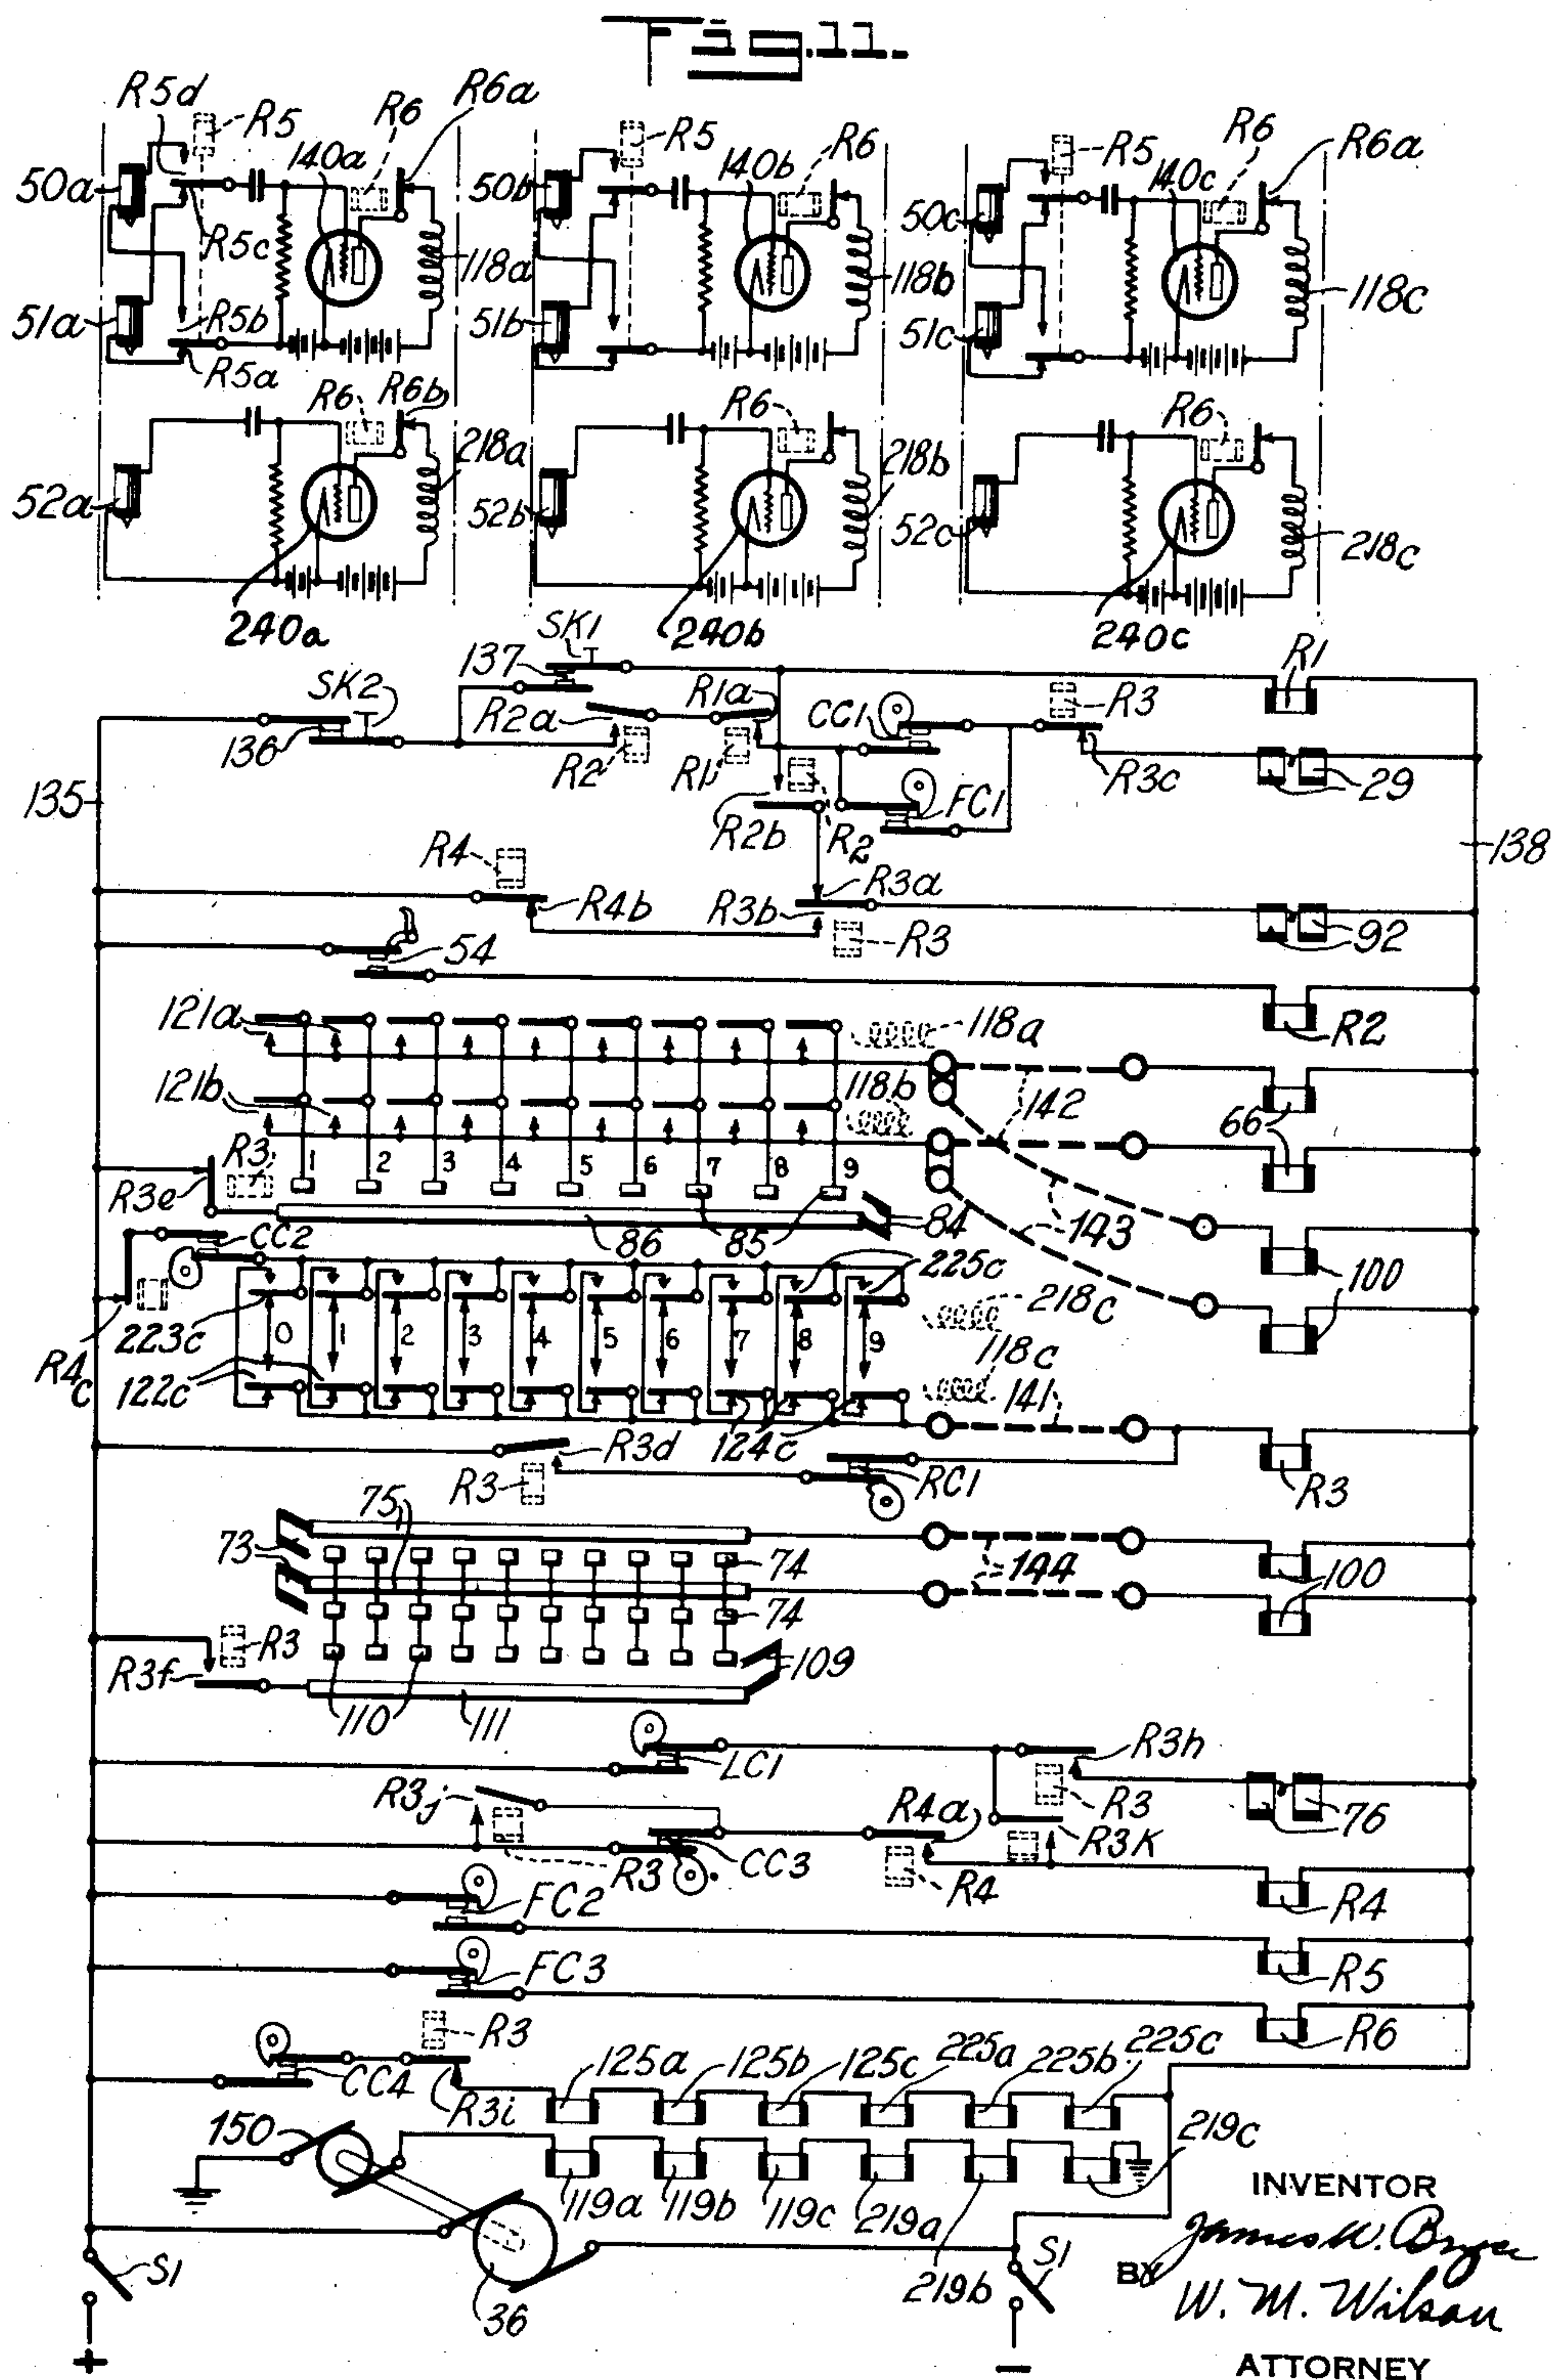 Fig. 11.
R5d R5 R6 R6a R5 R6 R5 R6 R6a
50a 140a 50b 140b 50c 140c
R5c 118a 118b 118c
51a R5b 51b 51c
R5a R6 R6b R6 R6
52a 218a 52b 218b 52c 218c
240a 240b 240c
SK1
137 R1
SK2 R1a CC1 R3
R2a
136 R2 R1 R3c 29
135 FC1
R2b R2 138
R4 R3a
R4b R3b
R3 92
54
R2
121a 118a
121b 118b 142
66
R3 1 2 3 4 5 6 7 8 9
R3e 84
CC2 86 85 143
225c 100
218c
223c 0 1 2 3 4 5 6 7 8 9
R4c 122c 118c
124c 141
R3d
R3 RC1 R3
75
73 74 144
74 100
R3
R3f 109
110 111
LC1 R3h
R3j R4a R3 76
R3K
R3 CC3 R4
FC2 R4
FC3 R5
R3 R6
CC4 125a 125b 125c 225a 225b 225c
R3i
150 219c
119a 119b 119c 219a
219b
S1 36 S1
+ −
INVENTOR
James W. Bryce
BY
W. M. Wilson
ATTORNEY